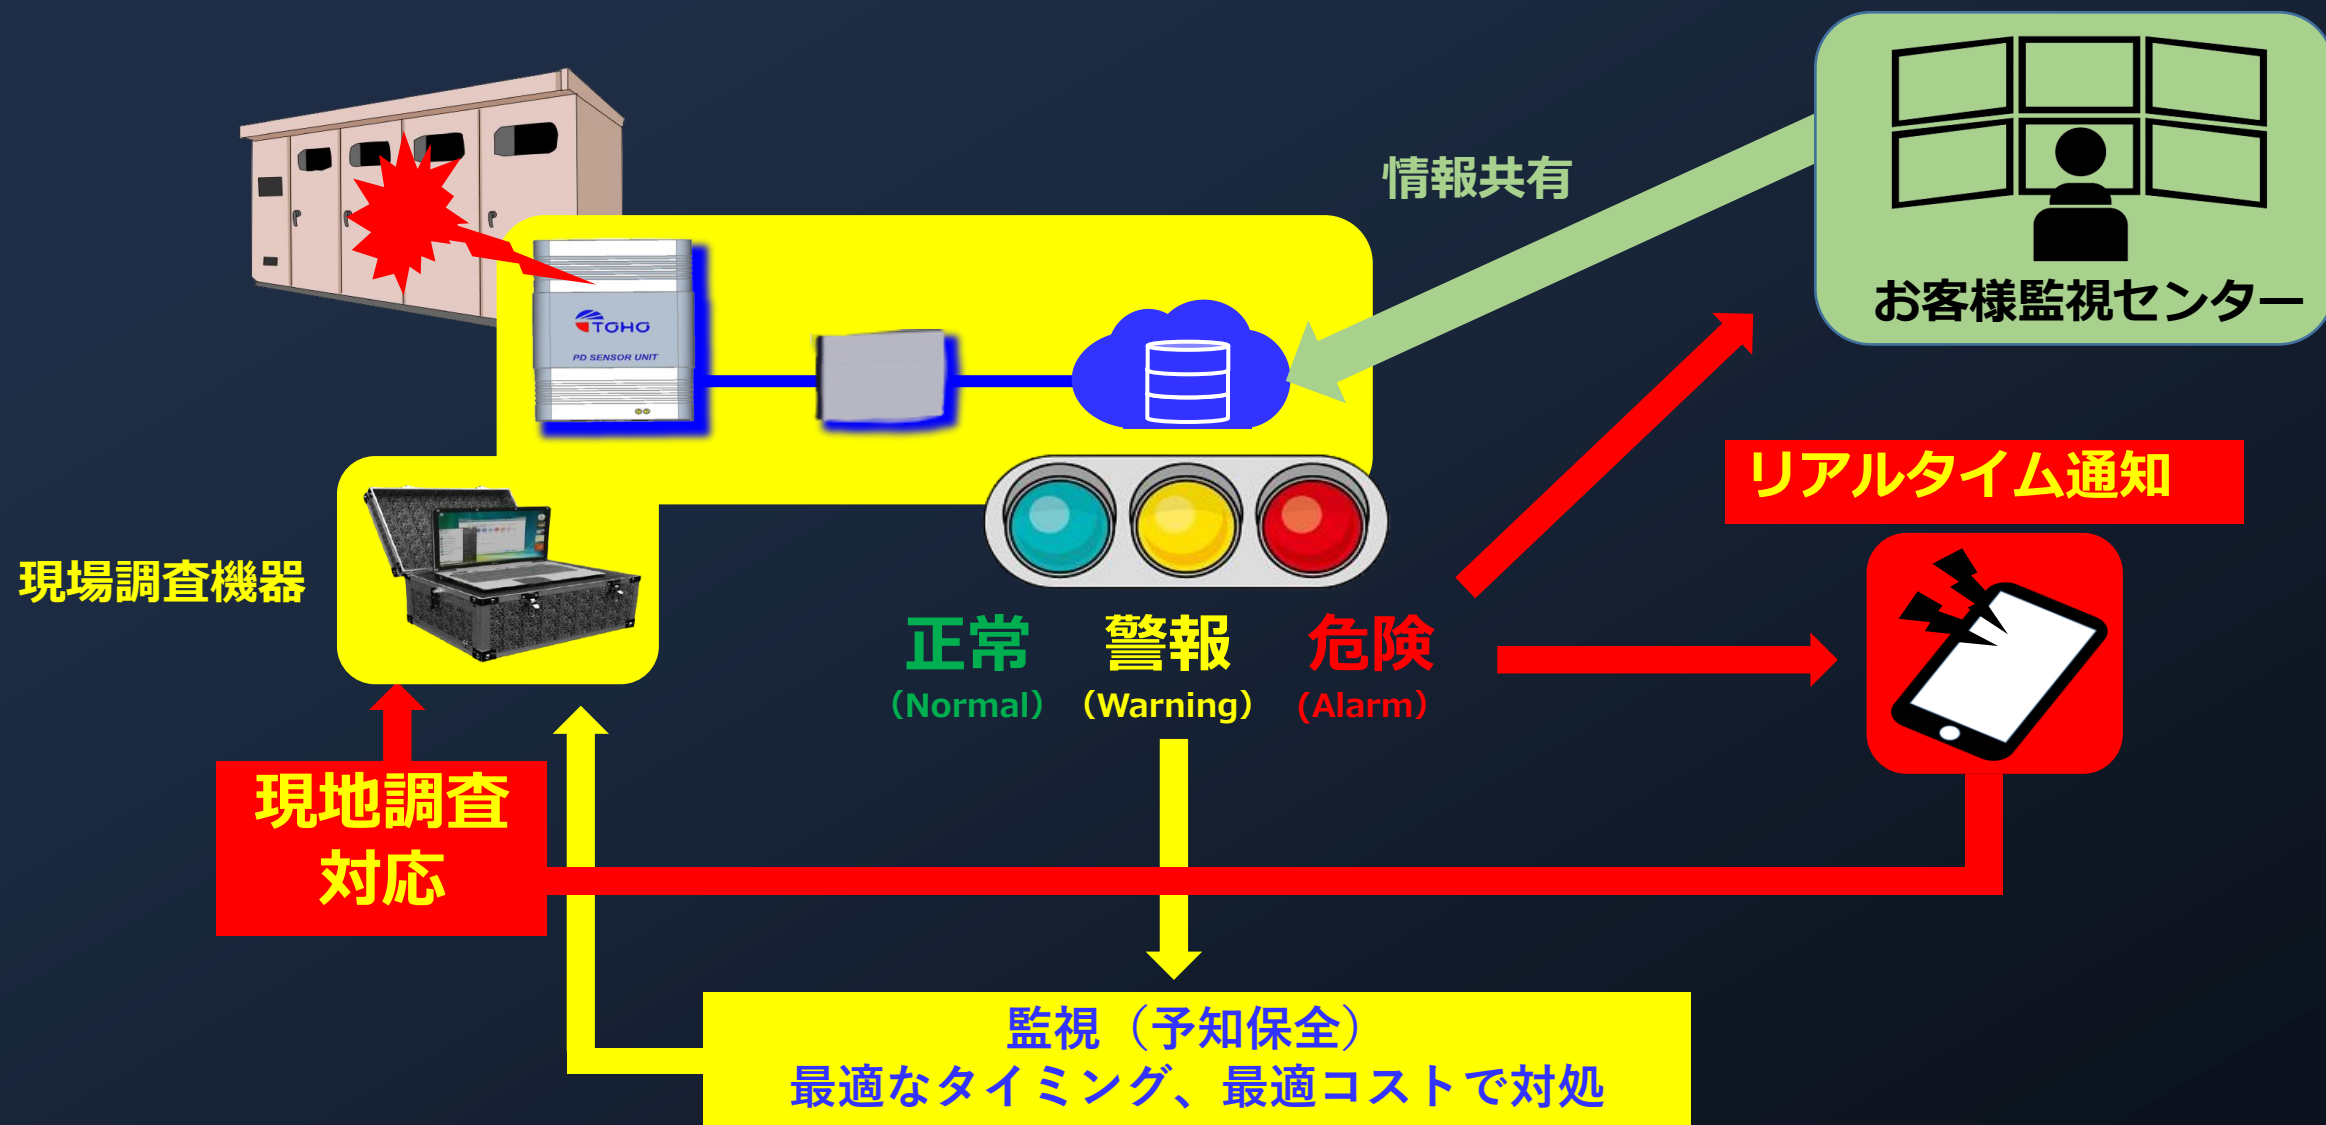 情報共有
お客様監視センター
TOHO
PD SENSOR UNIT
リアルタイム通知
現場調査機器
正常
警報
危険
（Normal）
（Warning）
(Alarm）
現地調査
対応
監視（予知保全）
最適なタイミング、最適コストで対処